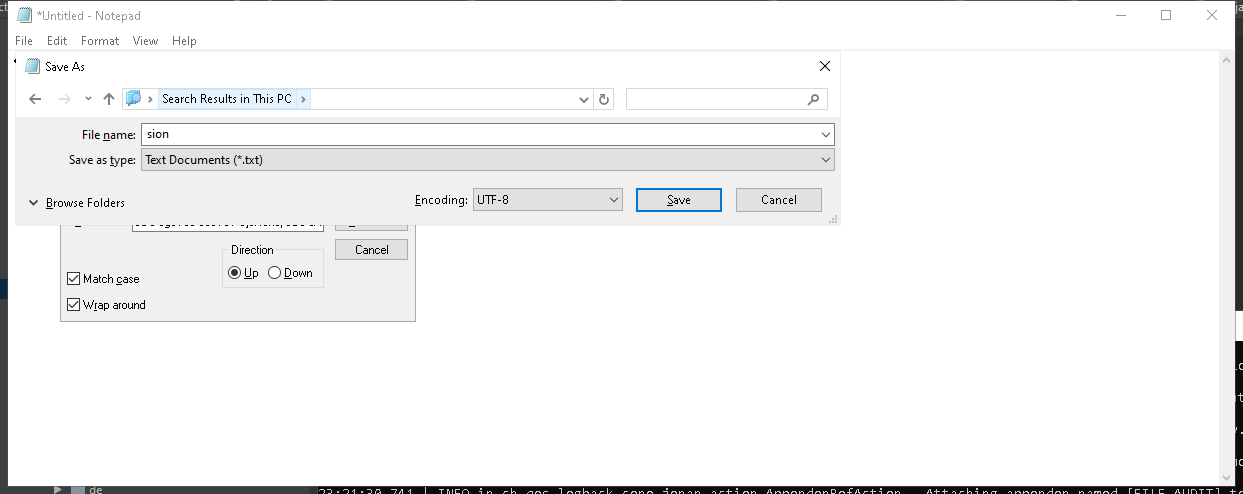 *Untitled - Notepad
File Edit Format View Help
Save As
Search Results in This PC
File name: sion
Save as type: Text Documents (*.txt)
Browse Folders
Encoding: UTF-8
Save
Cancel
Cancel
Direction
Up Down
Match case
Wrap around
de
23:21:30,741 | INFO in ch.qos.logback.core.joran.action.AppenderRefAction - Attaching appender named [FILE_AUDIT] t